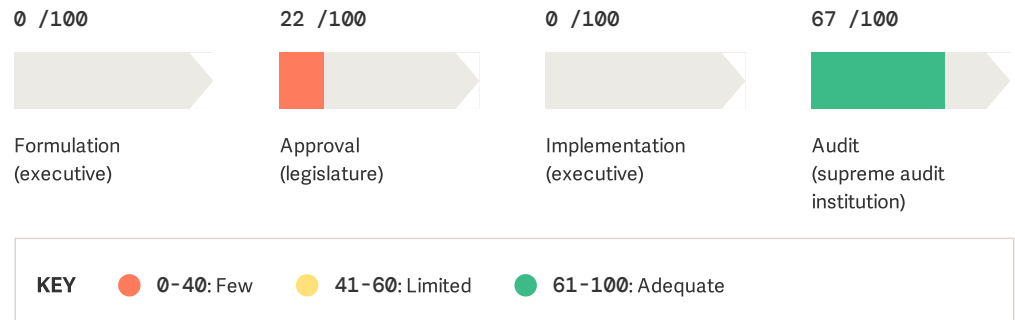 0 /100
22 /100
0 /100
67 /100
Formulation
(executive)
Approval
(legislature)
Implementation
(executive)
Audit
(supreme audit
institution)
KEY
0-40: Few
41-60: Limited
61-100: Adequate